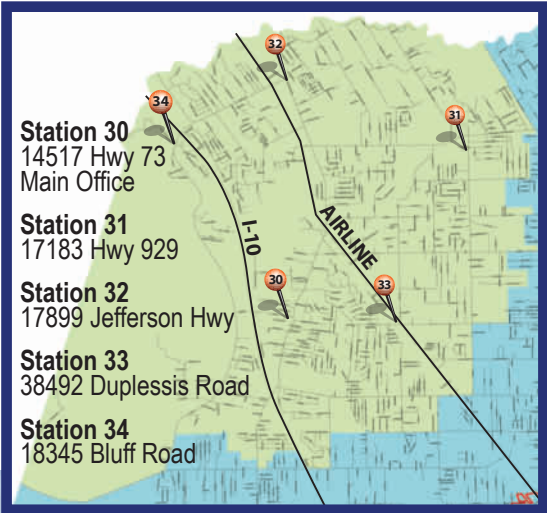 32
34
31
Station 30
14517 Hwy 73
Main Office
Station 31
17183 Hwy 929
I-10
AIRLINE
30
33
Station 32
17899 Jefferson Hwy
Station 33
38492 Duplessis Road
Station 34
18345 Bluff Road